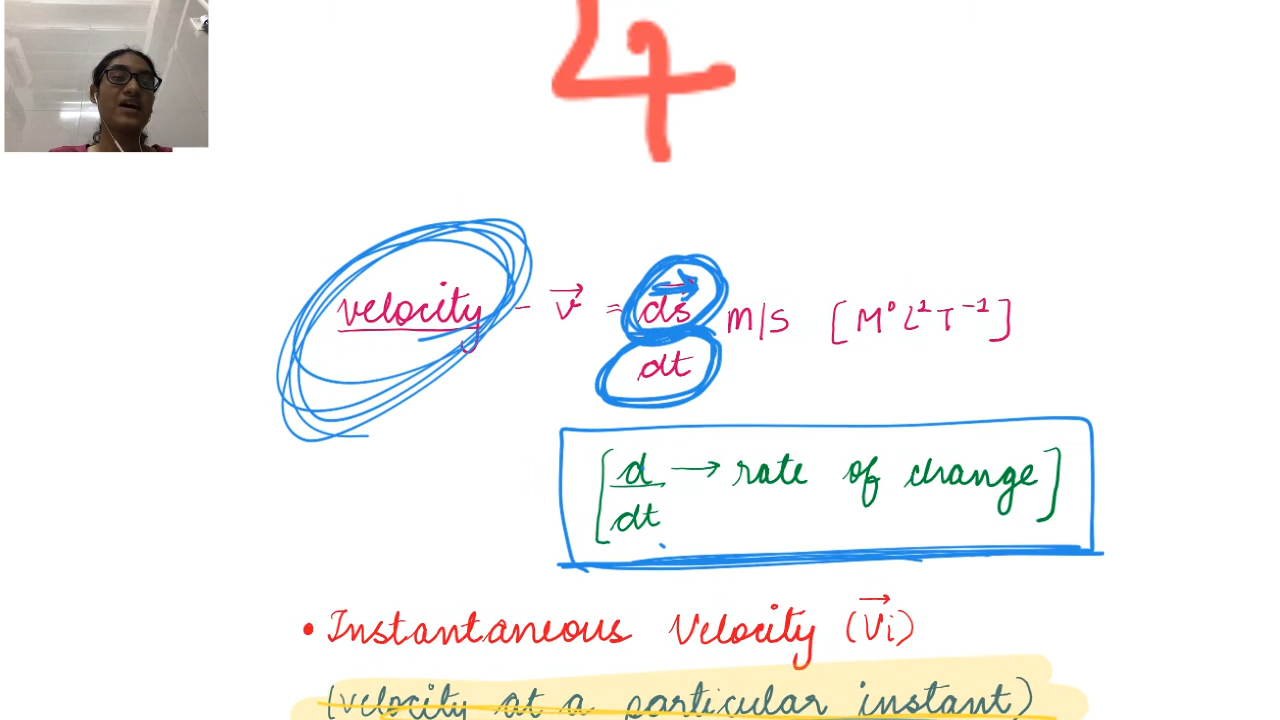 4
velocity - v⃗ = ds⃗/dt m/s [M⁰L¹T⁻¹]
[d/dt → rate of change]
• Instantaneous Velocity (v⃗i)
(velocity at a particular instant)